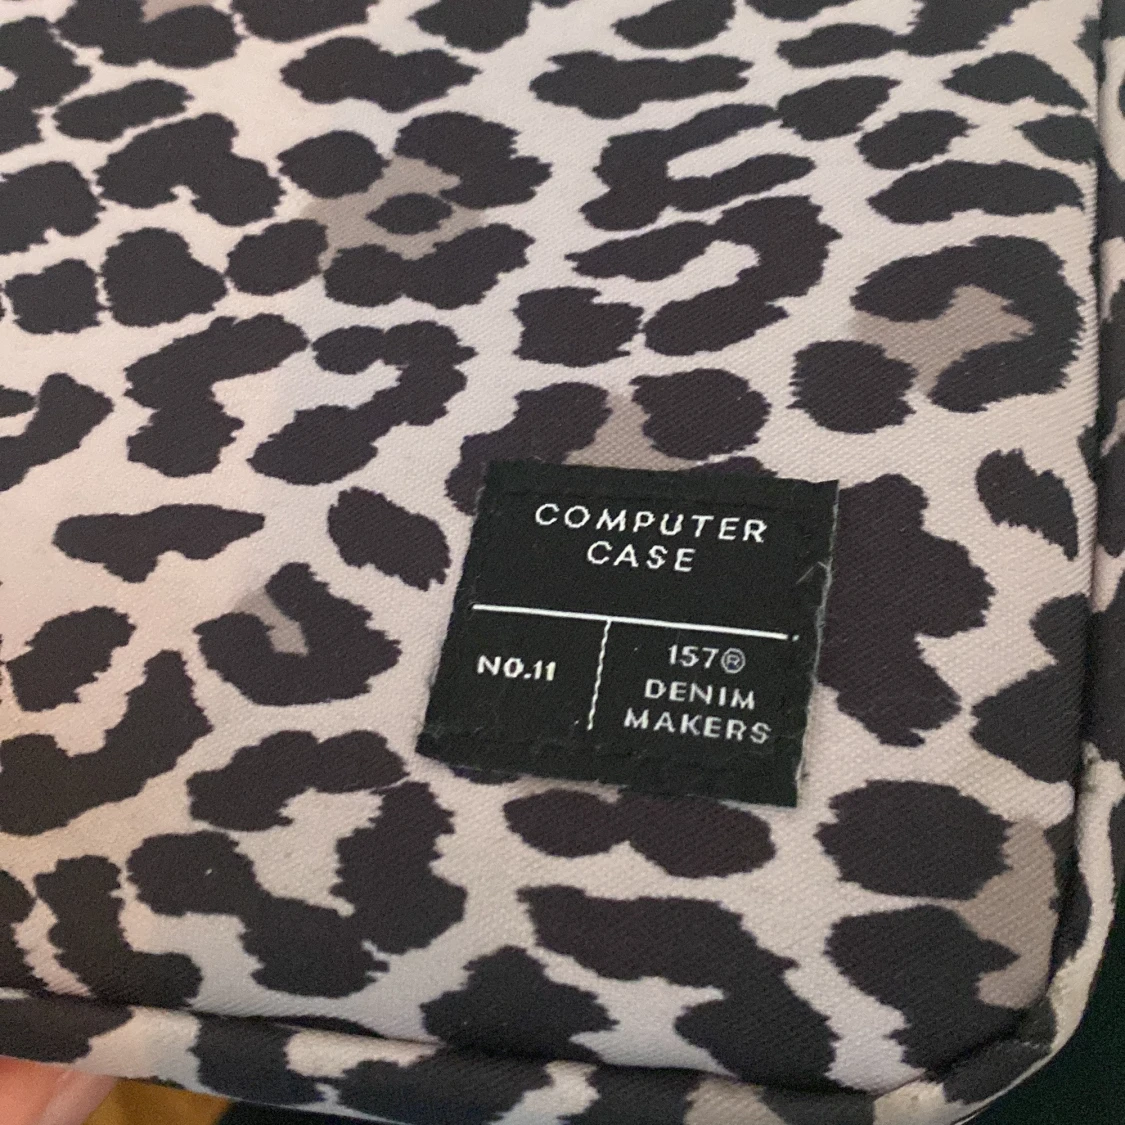 COMPUTER
CASE
NO.11
157®
DENIM
MAKERS